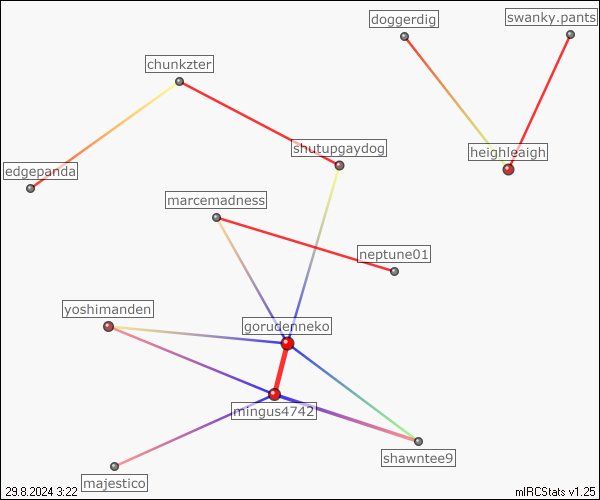 doggerdig
swanky.pants
chunkzter
shutupgaydog
heighleaigh
edgepanda
marcemadness
neptune01
yoshimanden
gorudenneko
mingus4742
shawntee9
majestico
29.8.2024 3:22
mIRCStats v1.25